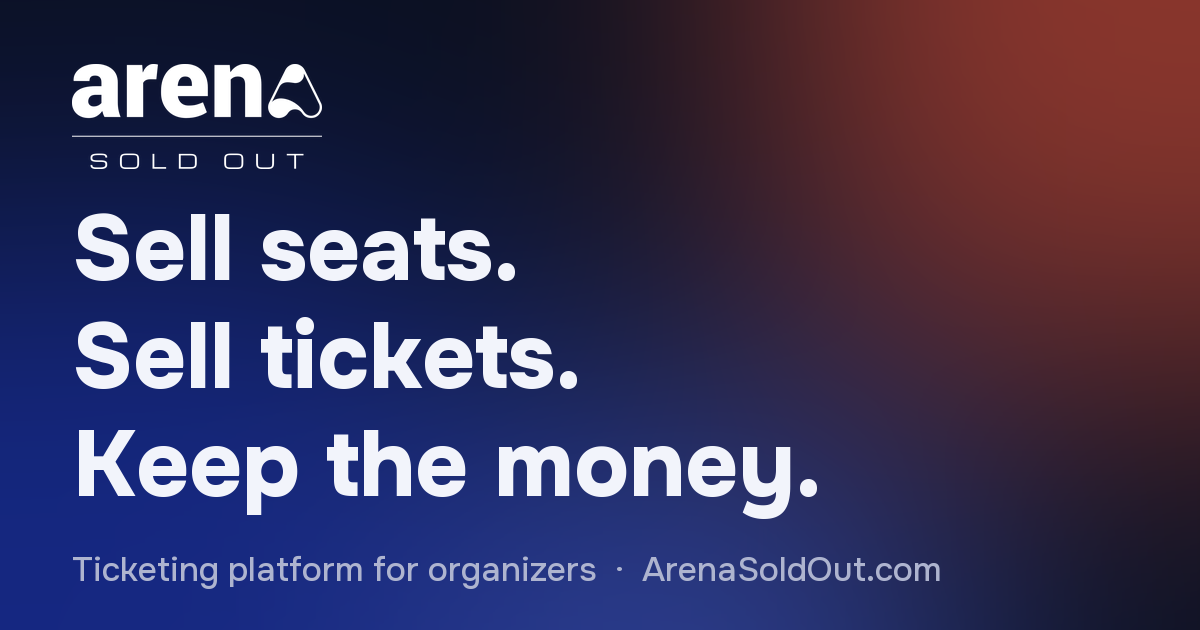 arena
SOLD OUT
Sell seats.
Sell tickets.
Keep the money.
Ticketing platform for organizers · ArenaSoldOut.com